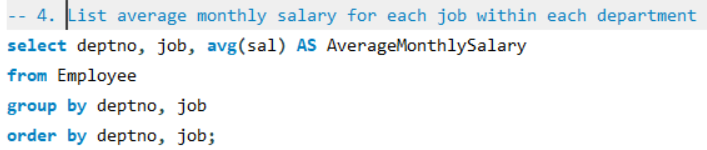 -- 4. List average monthly salary for each job within each department
select deptno, job, avg(sal) AS AverageMonthlySalary
from Employee
group by deptno, job
order by deptno, job;